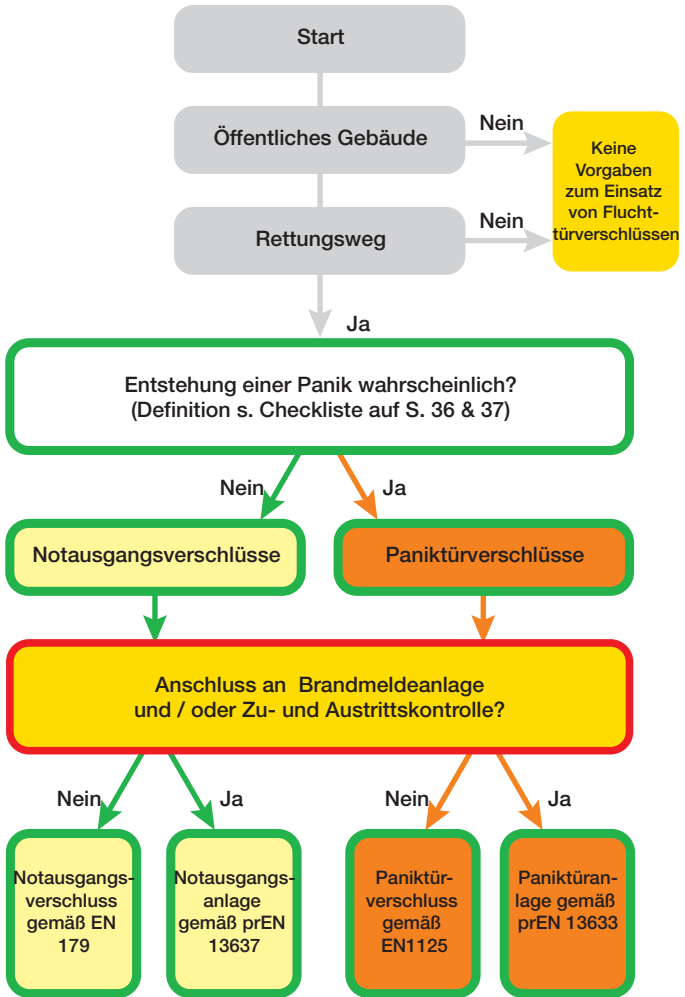 Start
Öffentliches Gebäude
Nein
Keine
Vorgaben
zum Einsatz
von Flucht-
türverschlüssen
Rettungsweg
Nein
Ja
Entstehung einer Panik wahrscheinlich?
(Definition s. Checkliste auf S. 36 & 37)
Nein
Ja
Notausgangsverschlüsse
Paniktürverschlüsse
Anschluss an Brandmeldeanlage
und / oder Zu- und Austrittskontrolle?
Nein
Ja
Nein
Ja
Notausgangs-
verschluss
gemäß EN
179
Notausgangs-
anlage
gemäß prEN
13637
Paniktür-
verschluss
gemäß
EN1125
Paniktüran-
lage gemäß
prEN 13633